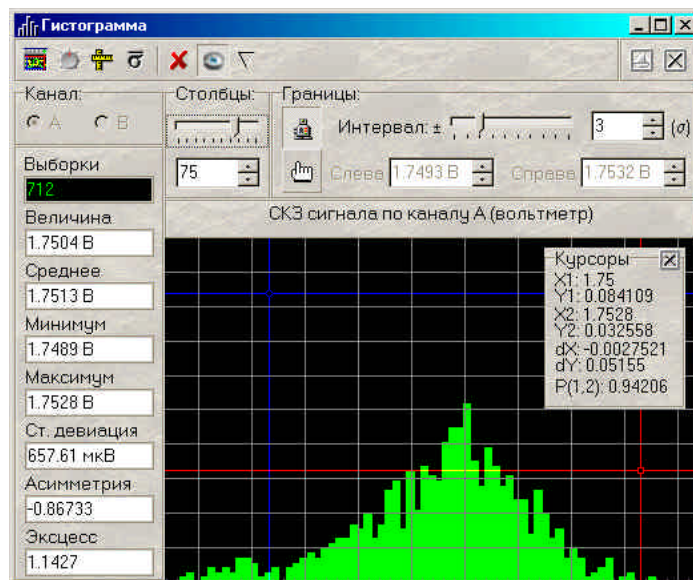 Гистограмма
Канал: Столбцы: Границы:
A B Интервал: ± 3 (σ)
75 Слева 1.7493 В Справа 1.7532 В
Выборки
712
СКЗ сигнала по каналу А (вольтметр)
Величина
1.7504 В
Среднее
1.7513 В
Минимум
1.7489 В
Максимум
1.7528 В
Ст. девиация
657.61 мкВ
Асимметрия
-0.86733
Эксцесс
1.1427
Курсоры
X1: 1.75
Y1: 0.084109
X2: 1.7528
Y2: 0.032558
dX: -0.0027521
dY: 0.05155
P(1,2): 0.94206